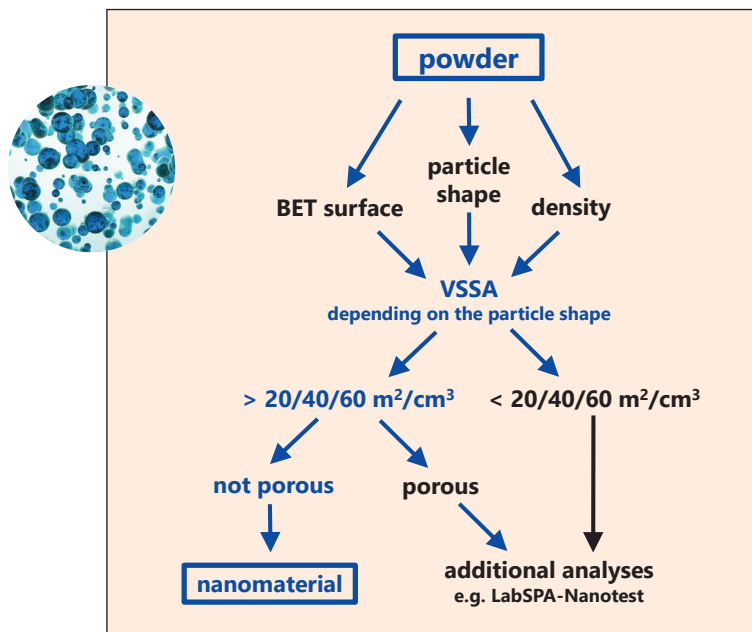 powder
BET surface
particle
shape
density
VSSA
depending on the particle shape
> 20/40/60 m²/cm³
< 20/40/60 m²/cm³
not porous
porous
nanomaterial
additional analyses
e.g. LabSPA-Nanotest